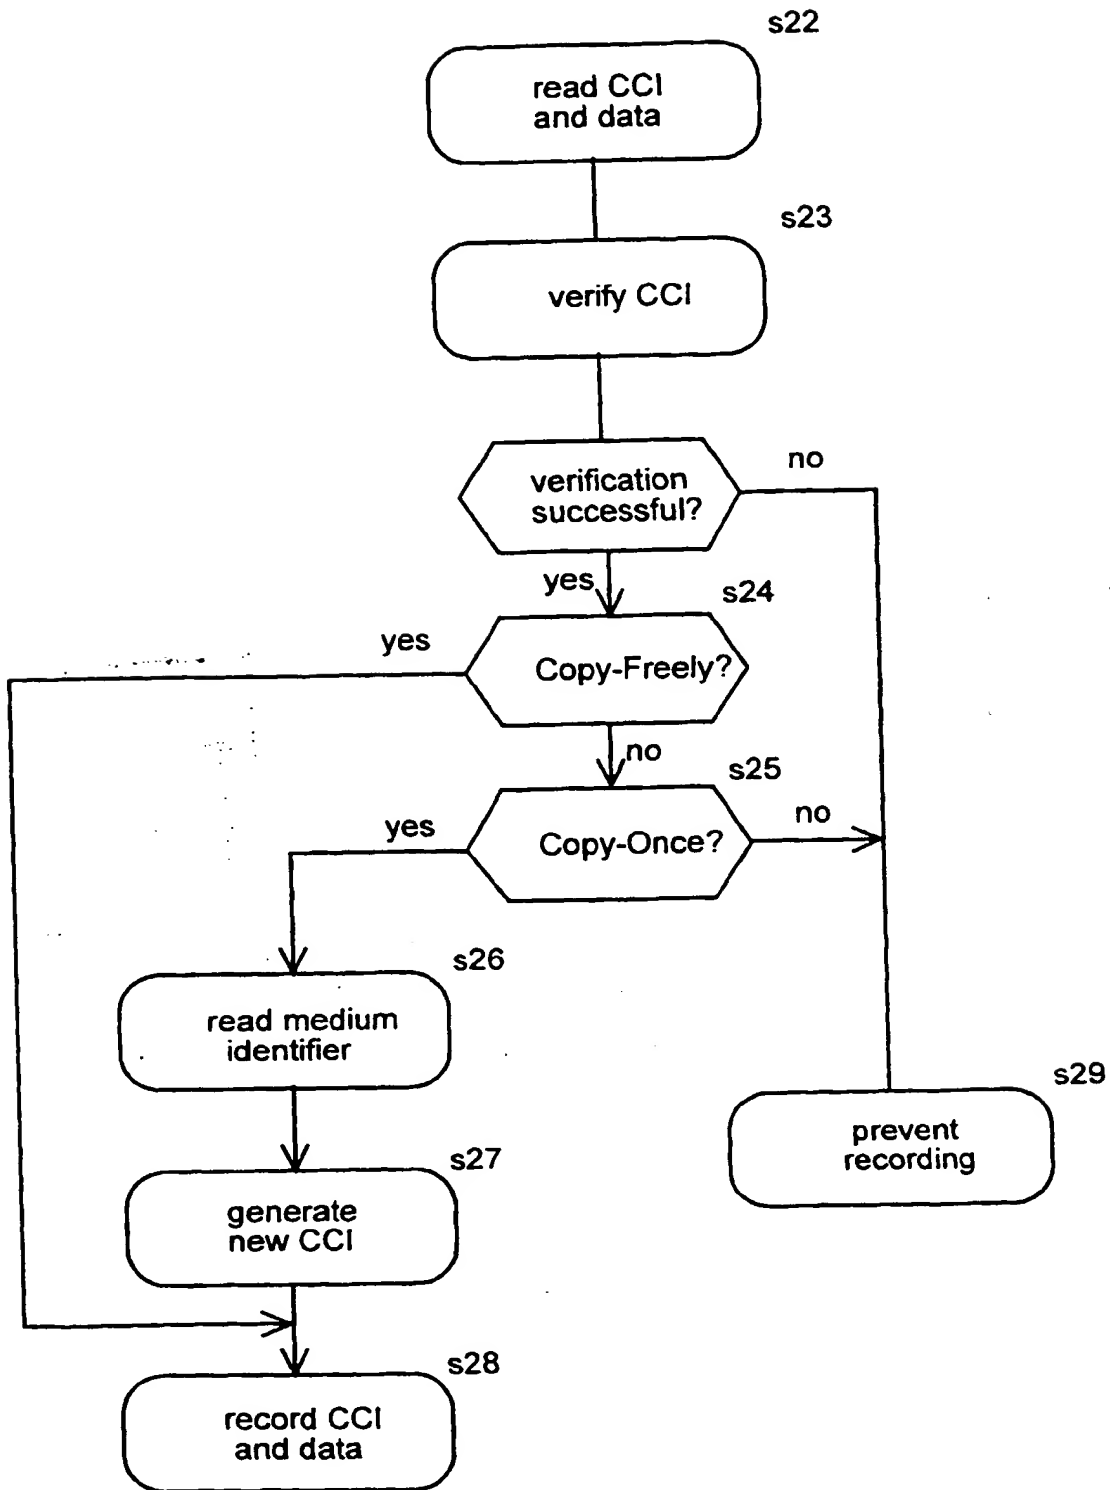 s22
read CCI
and data
s23
verify CCI
no
verification
successful?
yes
s24
yes
Copy-Freely?
no
s25
yes
Copy-Once?
no
s26
read medium
identifier
s29
prevent
recording
s27
generate
new CCI
s28
record CCI
and data